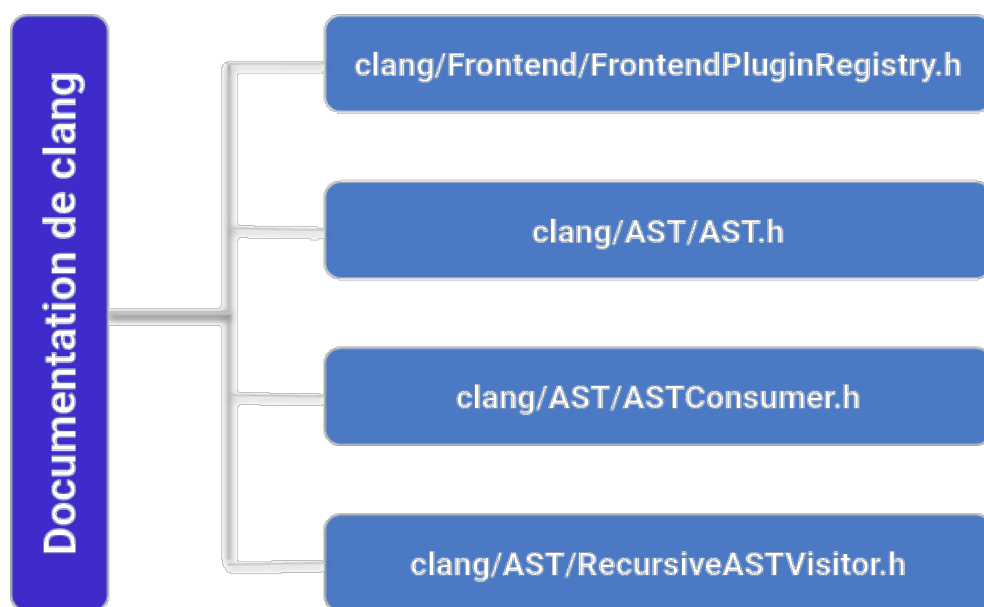 Documentation de clang
clang/Frontend/FrontendPluginRegistry.h
clang/AST/AST.h
clang/AST/ASTConsumer.h
clang/AST/RecursiveASTVisitor.h